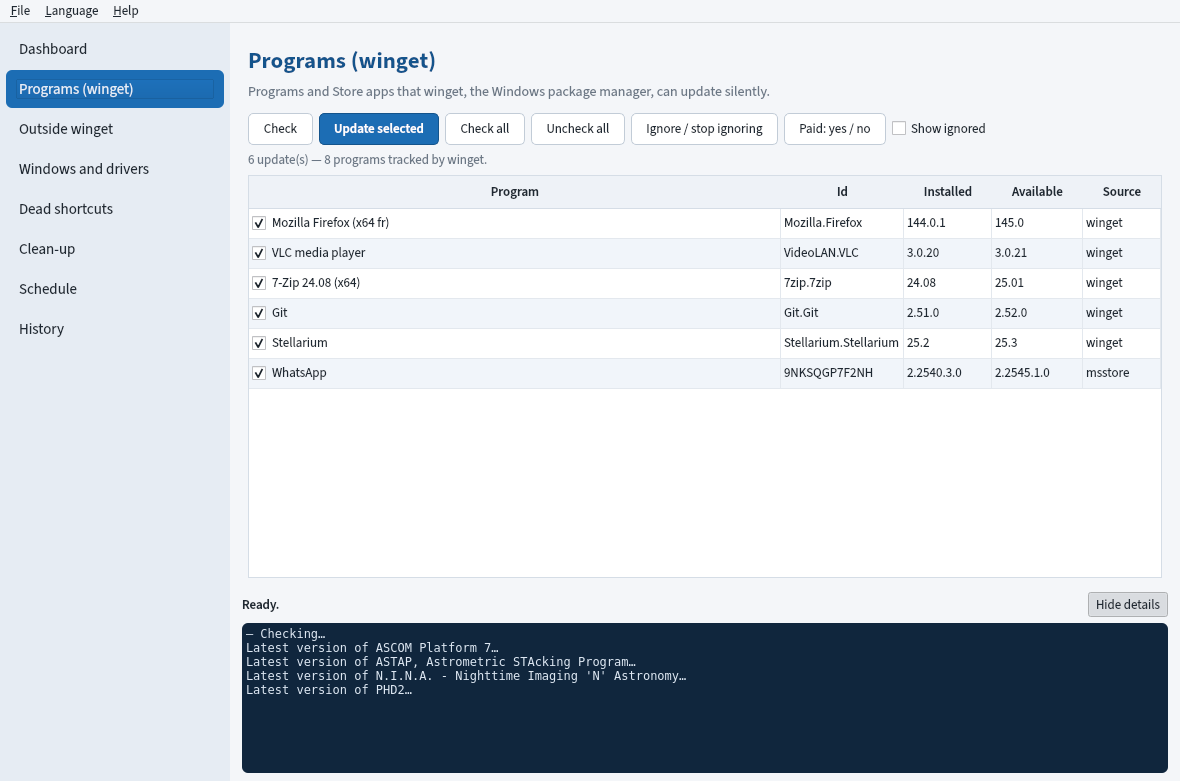 File Language Help
Dashboard
Programs (winget)
Outside winget
Windows and drivers
Dead shortcuts
Clean-up
Schedule
History
Programs (winget)
Programs and Store apps that winget, the Windows package manager, can update silently.
Check Update selected Check all Uncheck all Ignore / stop ignoring Paid: yes / no Show ignored
6 update(s) — 8 programs tracked by winget.
Program Id Installed Available Source
Mozilla Firefox (x64 fr) Mozilla.Firefox 144.0.1 145.0 winget
VLC media player VideoLAN.VLC 3.0.20 3.0.21 winget
7-Zip 24.08 (x64) 7zip.7zip 24.08 25.01 winget
Git Git.Git 2.51.0 2.52.0 winget
Stellarium Stellarium.Stellarium 25.2 25.3 winget
WhatsApp 9NKSQGP7F2NH 2.2540.3.0 2.2545.1.0 msstore
Ready. Hide details
— Checking…
Latest version of ASCOM Platform 7…
Latest version of ASTAP, Astrometric STAcking Program…
Latest version of N.I.N.A. - Nighttime Imaging 'N' Astronomy…
Latest version of PHD2…